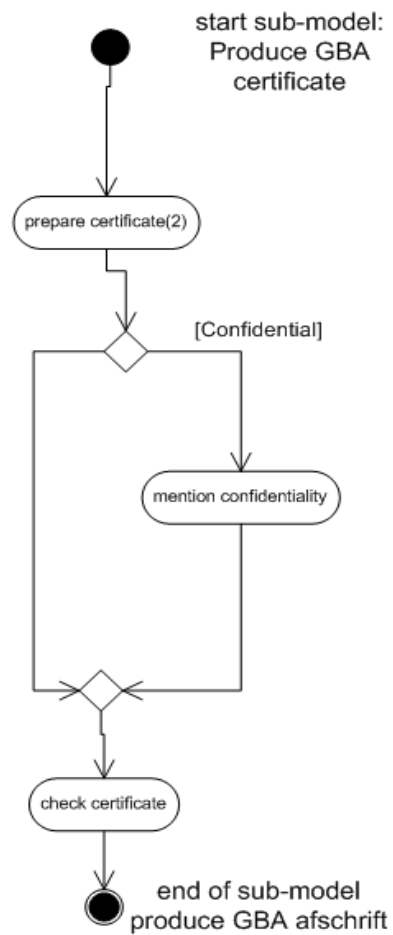 start sub-model:
Produce GBA
certificate
prepare certificate(2)
[Confidential]
mention confidentiality
check certificate
end of sub-model
produce GBA afschrift